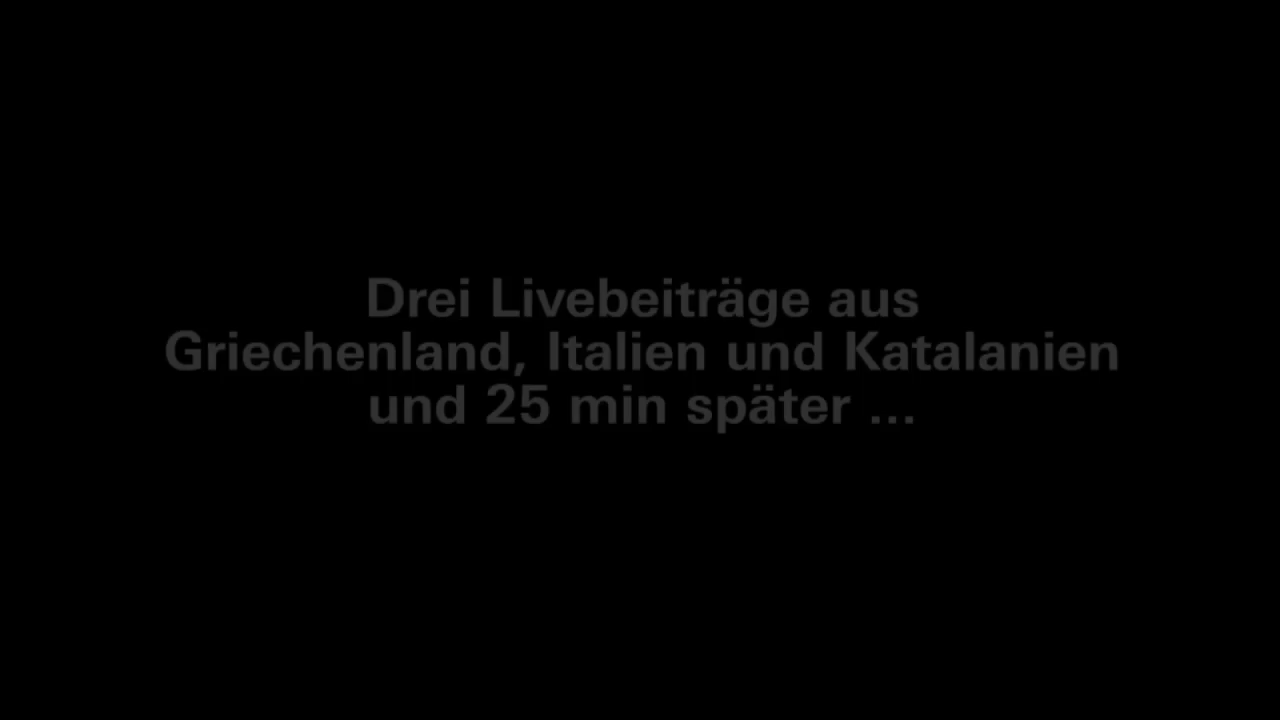 Drei Livebeiträge aus
Griechenland, Italien und Katalanien
und 25 min später ...